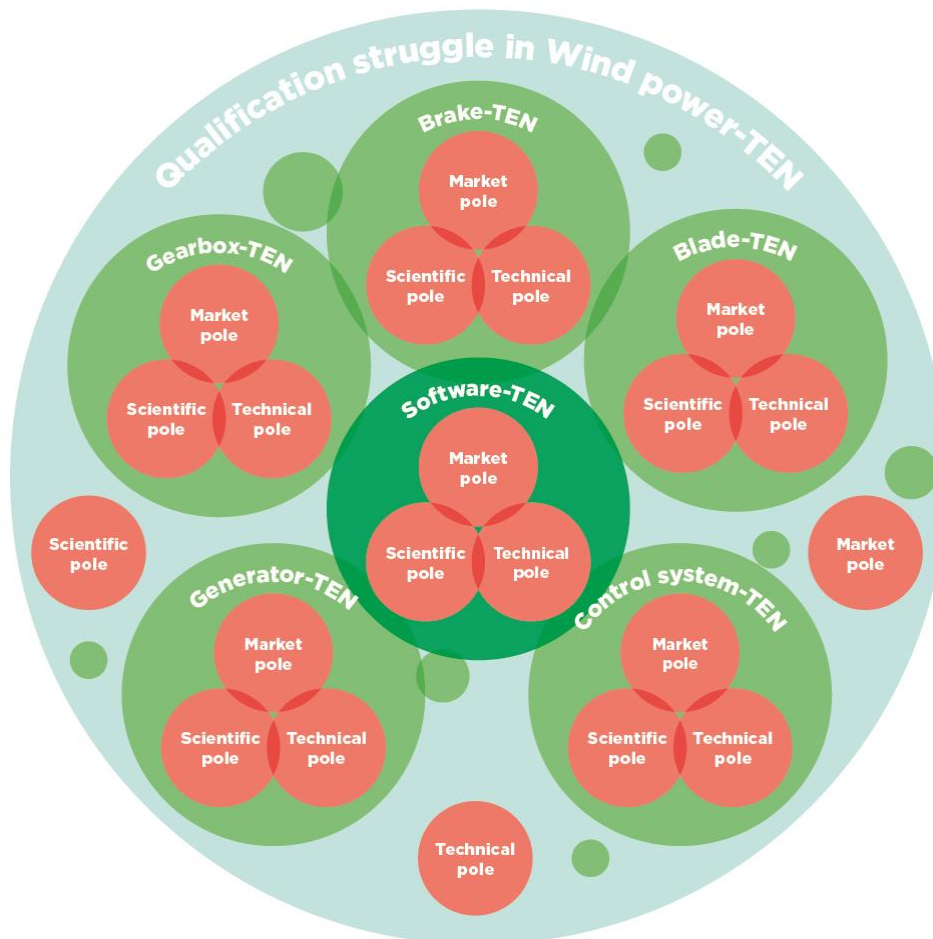 Qualification struggle in Wind power-TEN
Brake-TEN
Market
pole
Scientific
pole
Technical
pole
Gearbox-TEN
Market
pole
Scientific
pole
Technical
pole
Blade-TEN
Market
pole
Scientific
pole
Technical
pole
Software-TEN
Market
pole
Scientific
pole
Technical
pole
Scientific
pole
Market
pole
Generator-TEN
Market
pole
Scientific
pole
Technical
pole
Control system-TEN
Market
pole
Scientific
pole
Technical
pole
Technical
pole